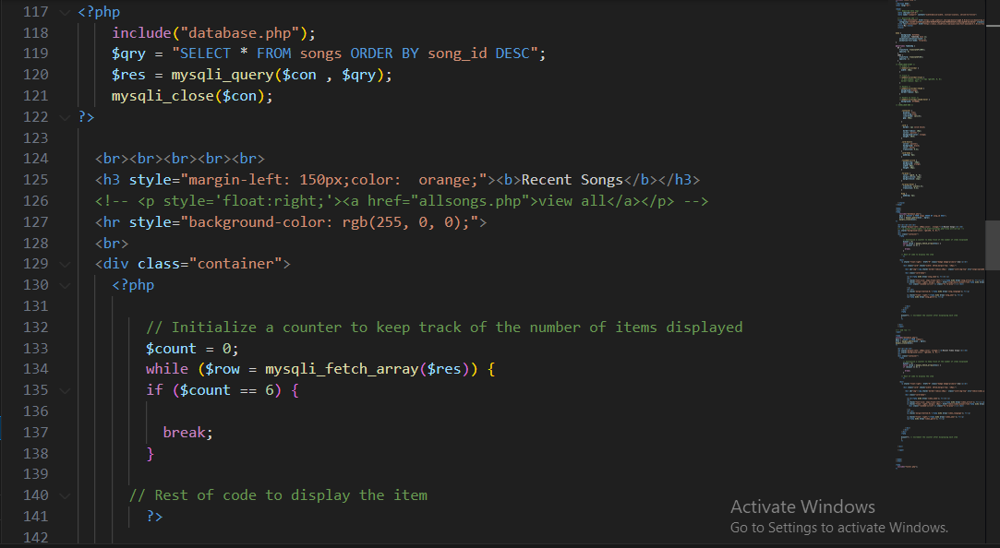 117 <?php
118 include("database.php");
119 $qry = "SELECT * FROM songs ORDER BY song_id DESC";
120 $res = mysqli_query($con , $qry);
121 mysqli_close($con);
122 ?>
123
124 <br><br><br><br><br>
125 <h3 style="margin-left: 150px;color:  orange;"><b>Recent Songs</b></h3>
126 <!-- <p style='float:right;'><a href="allsongs.php">view all</a></p> -->
127 <hr style="background-color: rgb(255, 0, 0);">
128 <br>
129 <div class="container">
130 <?php
131
132 // Initialize a counter to keep track of the number of items displayed
133 $count = 0;
134 while ($row = mysqli_fetch_array($res)) {
135 if ($count == 6) {
136
137 break;
138 }
139
140 // Rest of code to display the item
141 ?>
142
Activate Windows
Go to Settings to activate Windows.